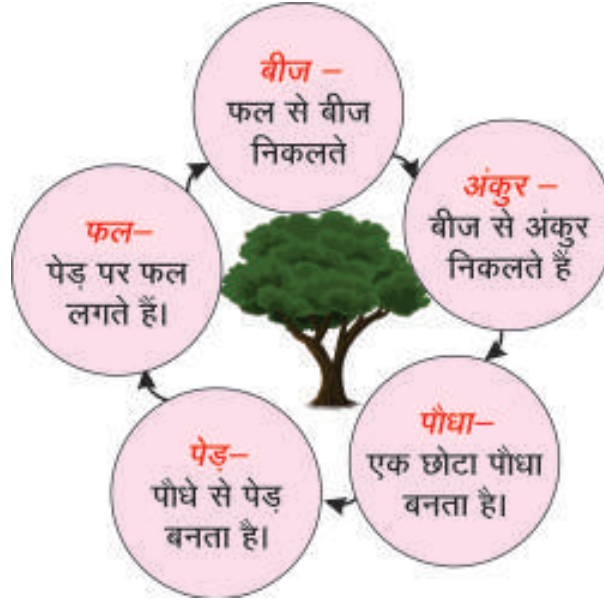 बीज –
फल से बीज
निकलते
अंकुर –
बीज से अंकुर
निकलते हैं
पौधा–
एक छोटा पौधा
बनता है।
पेड़–
पौधे से पेड़
बनता है।
फल–
पेड़ पर फल
लगते हैं।